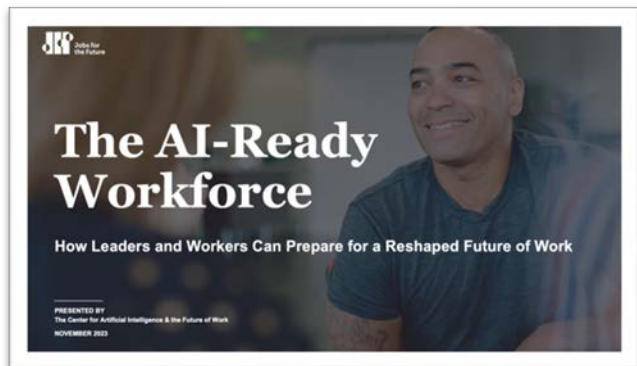 JFF Jobs for
the Future
The AI-Ready
Workforce
How Leaders and Workers Can Prepare for a Reshaped Future of Work
PRESENTED BY
The Center for Artificial Intelligence & the Future of Work
NOVEMBER 2023